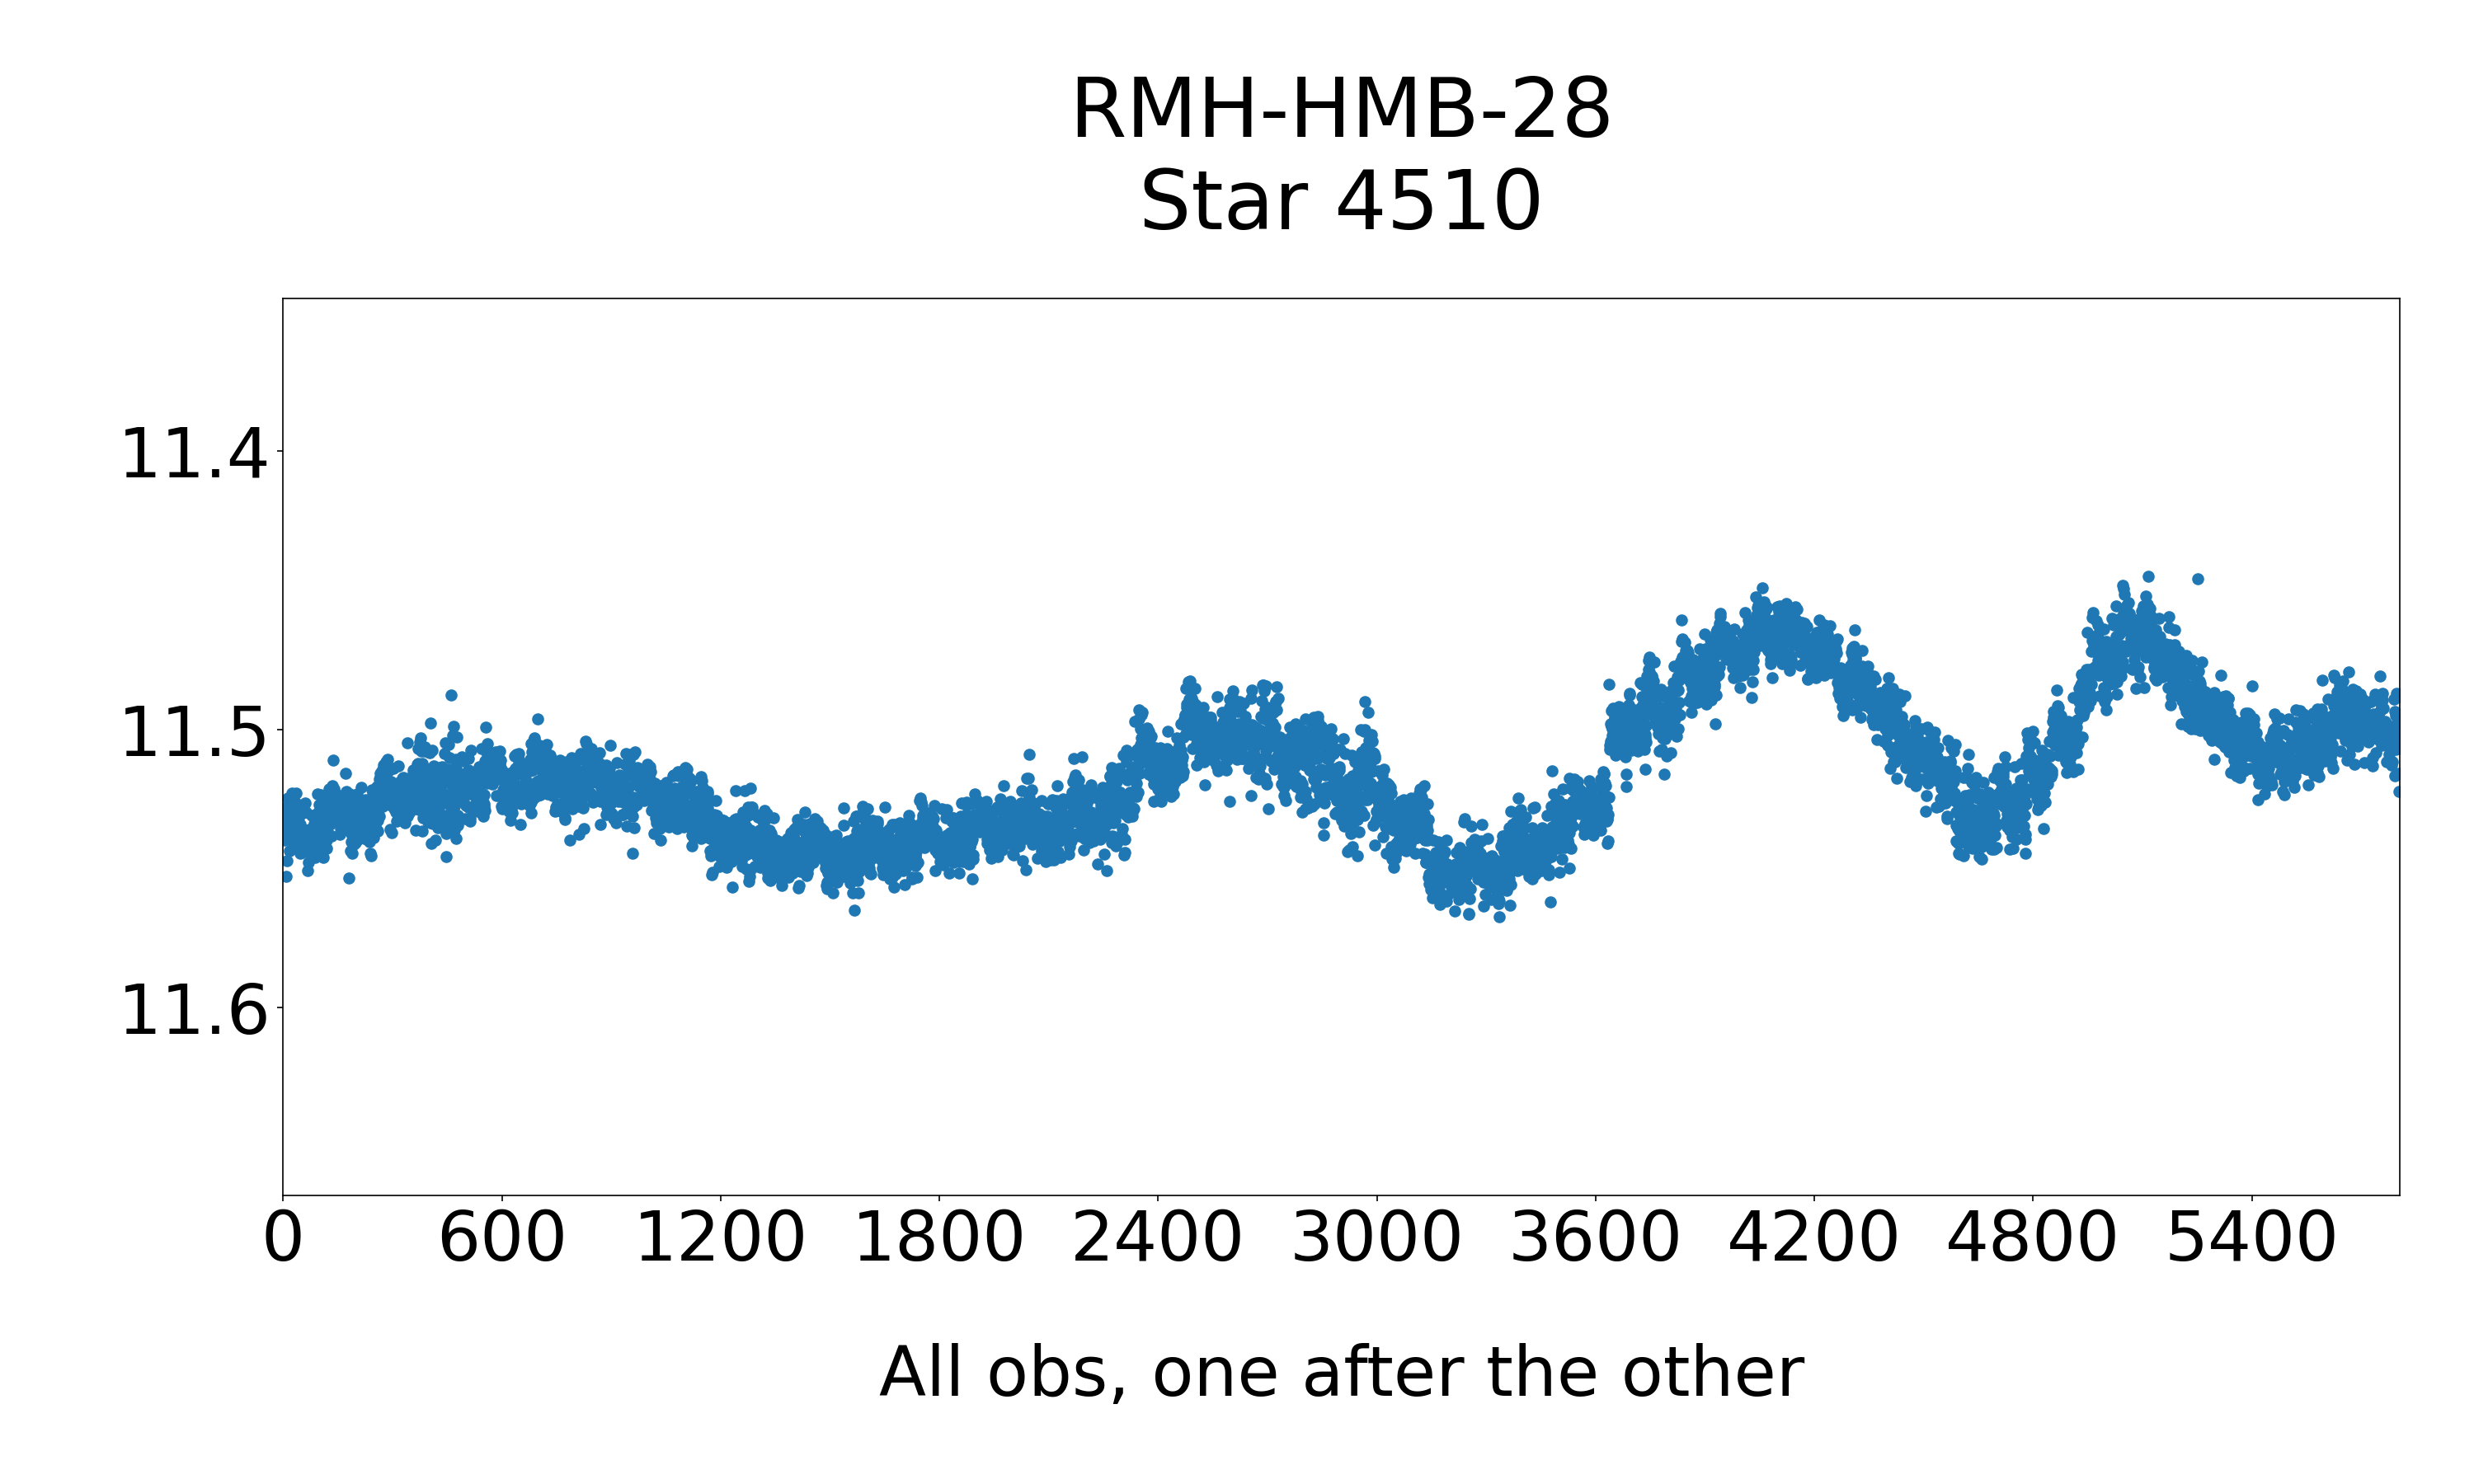 RMH-HMB-28
Star 4510
11.4
11.5
11.6
0 600 1200 1800 2400 3000 3600 4200 4800 5400
All obs, one after the other